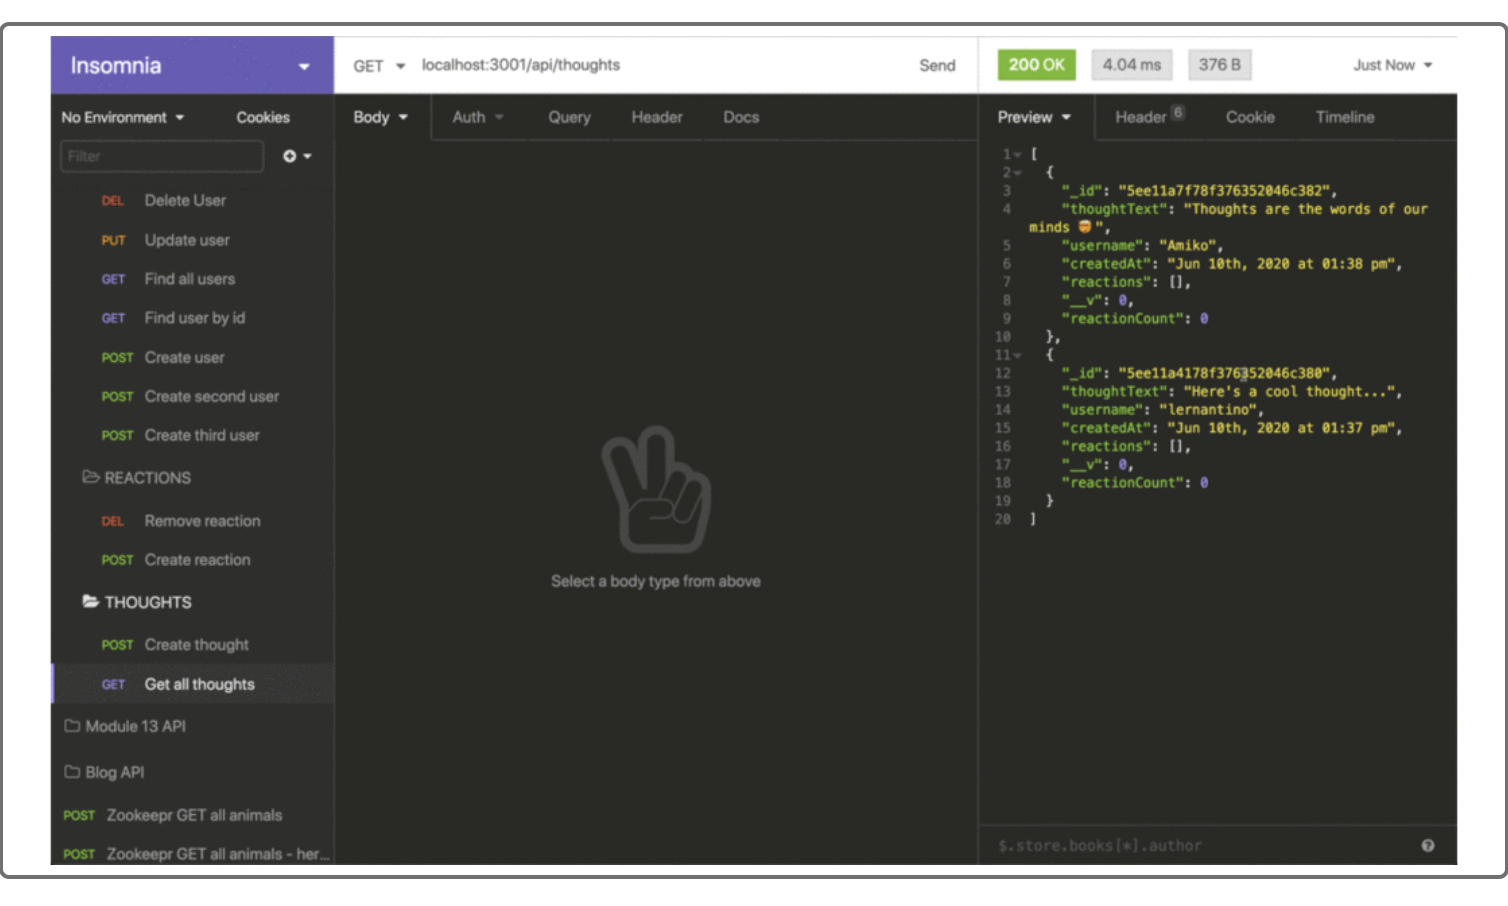 Insomnia
GET localhost:3001/api/thoughts Send
200 OK 4.04 ms 376 B Just Now
No Environment Cookies
Filter
DEL Delete User
PUT Update user
GET Find all users
GET Find user by id
POST Create user
POST Create second user
POST Create third user
REACTIONS
DEL Remove reaction
POST Create reaction
THOUGHTS
POST Create thought
GET Get all thoughts
Module 13 API
Blog API
POST Zookeepr GET all animals
POST Zookeepr GET all animals - her...
Body Auth Query Header Docs
Select a body type from above
Preview Header 6 Cookie Timeline
1 [
2 {
3 "_id": "5ee11a7f78f376352046c382",
4 "thoughtText": "Thoughts are the words of our
minds 🤯",
5 "username": "Amiko",
6 "createdAt": "Jun 10th, 2020 at 01:38 pm",
7 "reactions": [],
8 "__v": 0,
9 "reactionCount": 0
10 },
11 {
12 "_id": "5ee11a4178f376352046c380",
13 "thoughtText": "Here's a cool thought...",
14 "username": "lernantino",
15 "createdAt": "Jun 10th, 2020 at 01:37 pm",
16 "reactions": [],
17 "__v": 0,
18 "reactionCount": 0
19 }
20 ]
$.store.books[*].author